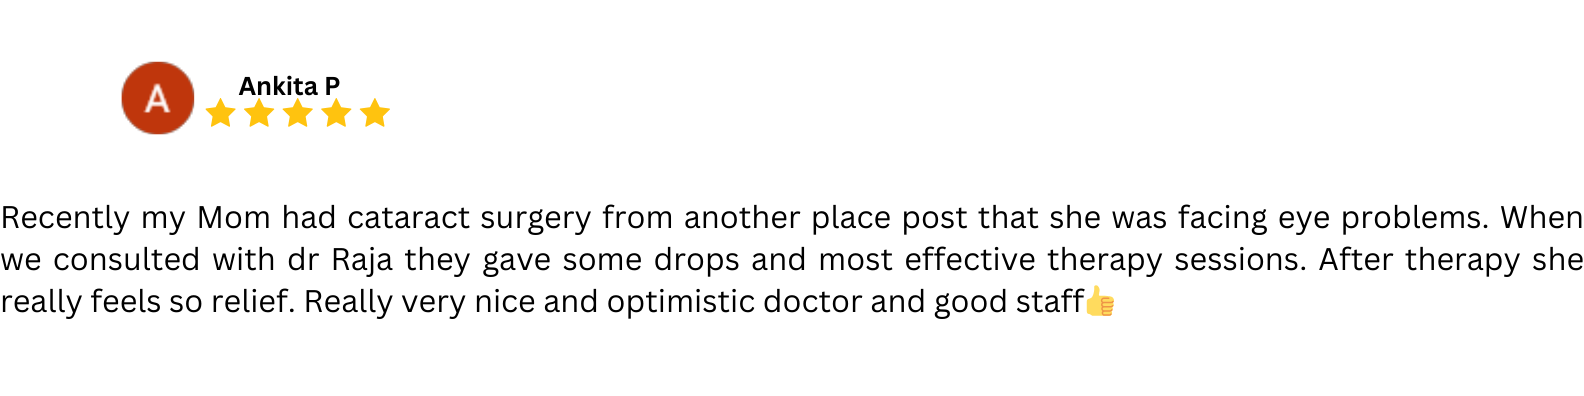 A
Ankita P
Recently my Mom had cataract surgery from another place post that she was facing eye problems. When
we consulted with dr Raja they gave some drops and most effective therapy sessions. After therapy she
really feels so relief. Really very nice and optimistic doctor and good staff👍